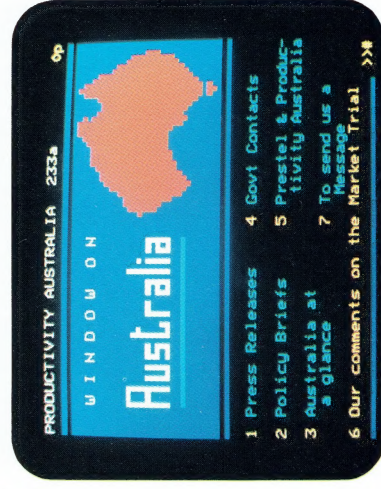 PRODUCTIVITY AUSTRALIA 233a 0p
WINDOW ON
Australia
1 Press Releases
2 Policy Briefs
3 Australia at
a glance
4 Govt Contacts
5 Prestel & Produc-
tivity Australia
7 To send us a
Message
6 Our comments on the Market Trial >>#